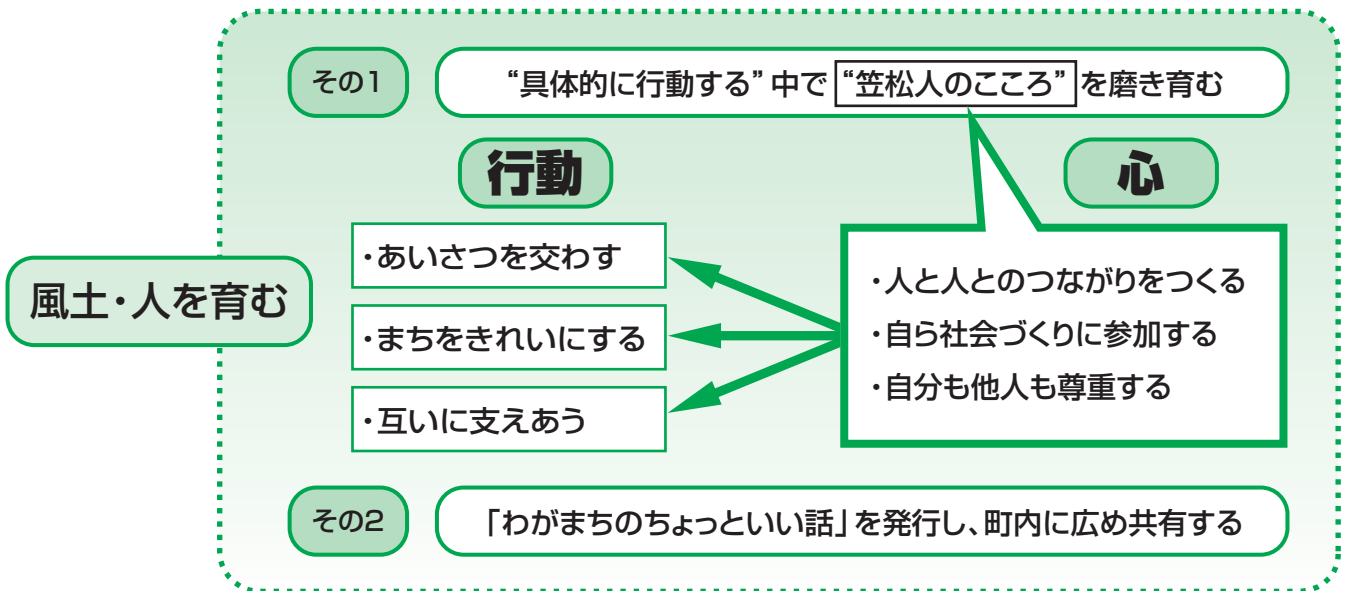 風土・人を育む
その1
“具体的に行動する”中で“笠松人のこころ”を磨き育む
行動
・あいさつを交わす
・まちをきれいにする
・互いに支えあう
心
・人と人とのつながりをつくる
・自ら社会づくりに参加する
・自分も他人も尊重する
その2
「わがまちのちょっといい話」を発行し、町内に広め共有する